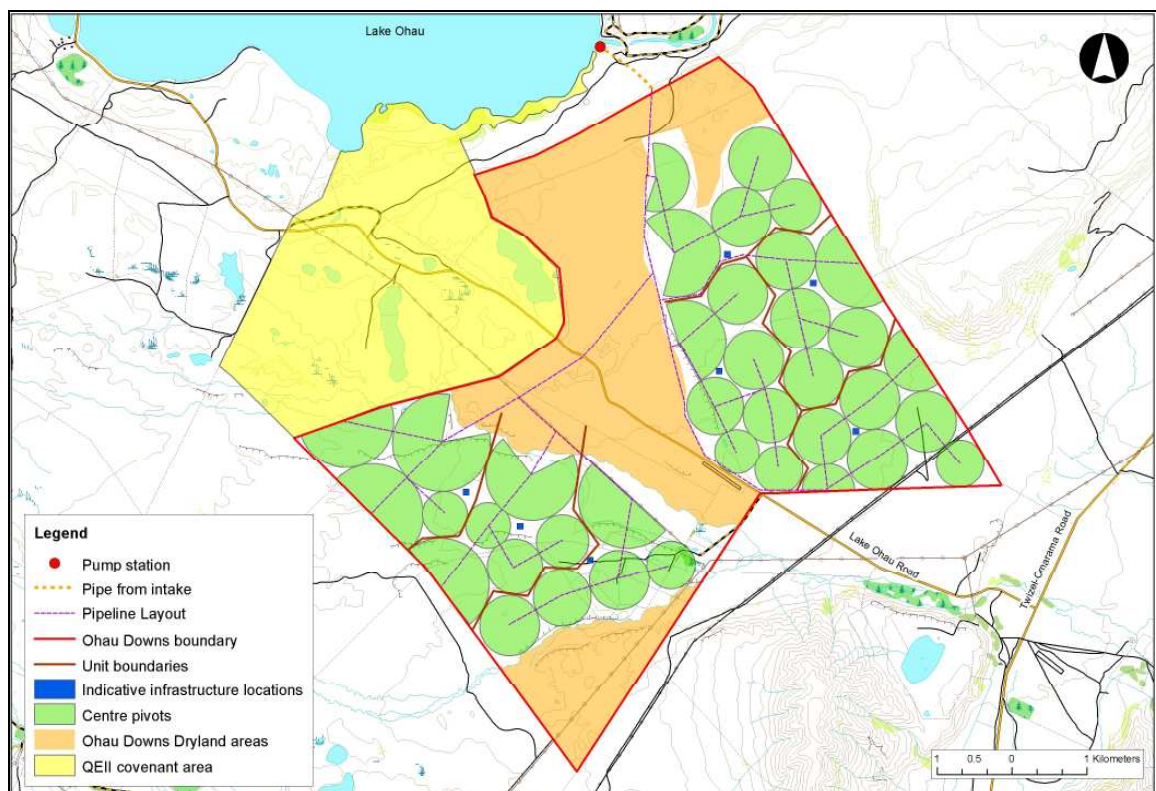 Lake Ohau
Lake Ohau Road
Twizel-Omarama Road
Legend
Pump station
Pipe from intake
Pipeline Layout
Ohau Downs boundary
Unit boundaries
Indicative infrastructure locations
Centre pivots
Ohau Downs Dryland areas
QEII covenant area
1 0.5 0 1 Kilometers